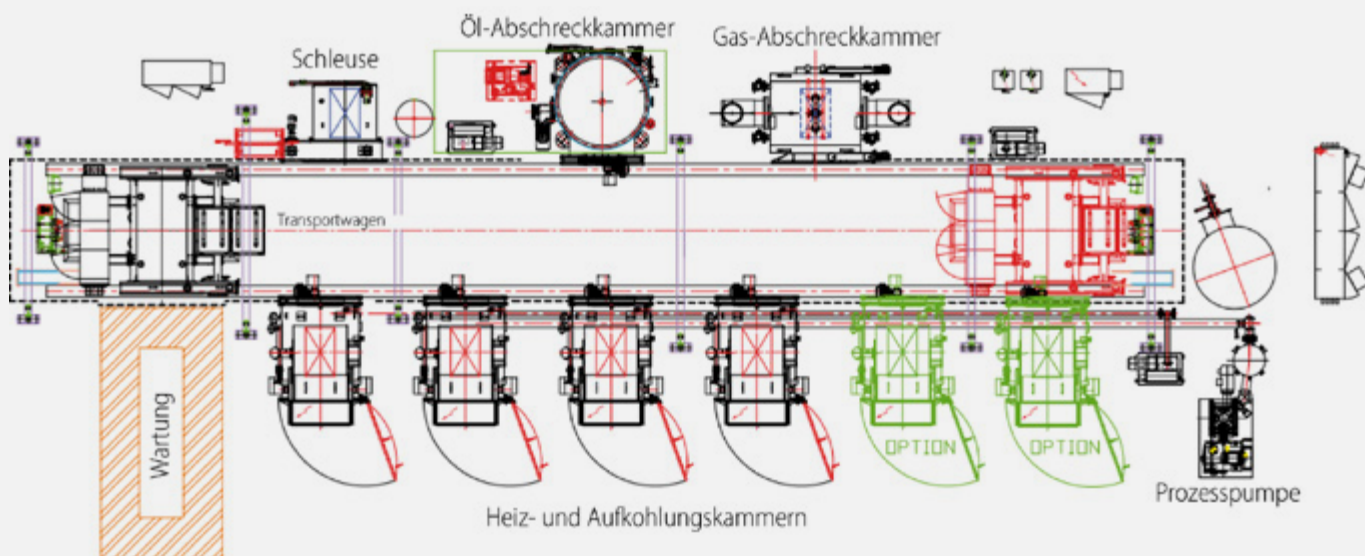 Öl-Abschreckkammer
Gas-Abschreckkammer
Schleuse
Transportwagen
Wartung
OPTION
OPTION
Prozesspumpe
Heiz- und Aufkohlungskammern